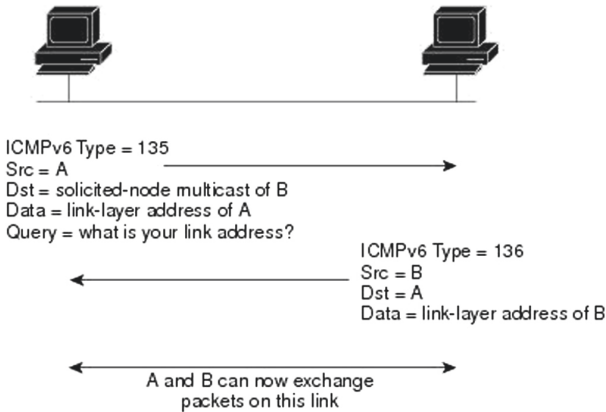 ICMPv6 Type = 135
Src = A
Dst = solicited-node multicast of B
Data = link-layer address of A
Query = what is your link address?
ICMPv6 Type = 136
Src = B
Dst = A
Data = link-layer address of B
A and B can now exchange
packets on this link